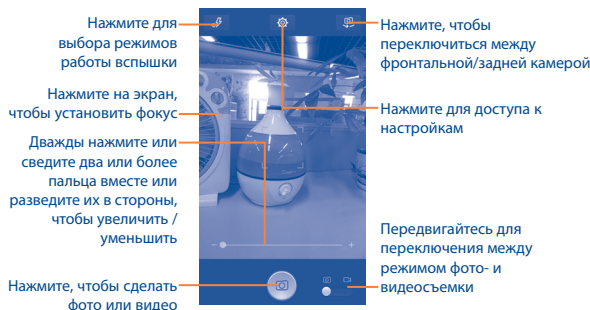 Нажмите для
выбора режимов
работы вспышки
Нажмите на экран,
чтобы установить фокус
Дважды нажмите или
сведите два или более
пальца вместе или
разведите их в стороны,
чтобы увеличить /
уменьшить
Нажмите, чтобы сделать
фото или видео
Нажмите, чтобы
переключиться между
фронтальной/задней камерой
Нажмите для доступа к
настройкам
Передвигайтесь для
переключения между
режимом фото- и
видеосъемки